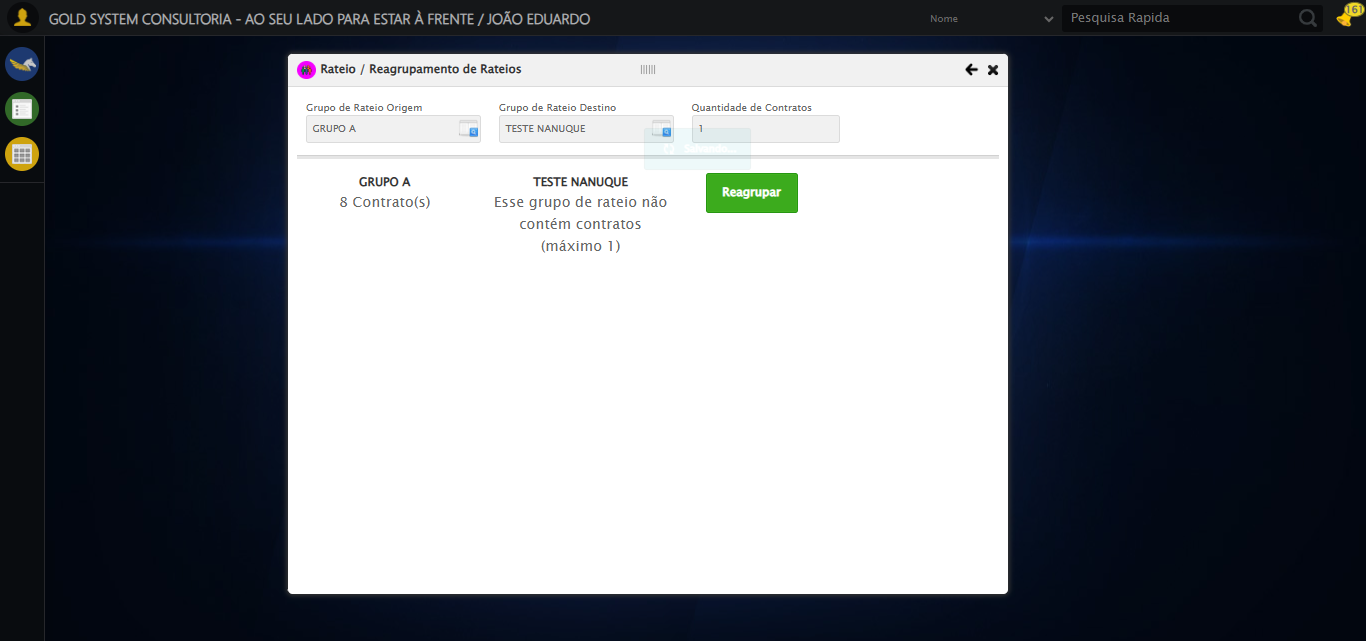 GOLD SYSTEM CONSULTORIA - AO SEU LADO PARA ESTAR À FRENTE / JOÃO EDUARDO
Nome
Pesquisa Rapida
161
Rateio / Reagrupamento de Rateios
Grupo de Rateio Origem
Grupo de Rateio Destino
Quantidade de Contratos
GRUPO A
TESTE NANUQUE
1
GRUPO A
8 Contrato(s)
TESTE NANUQUE
Esse grupo de rateio não
contém contratos
(máximo 1)
Reagrupar